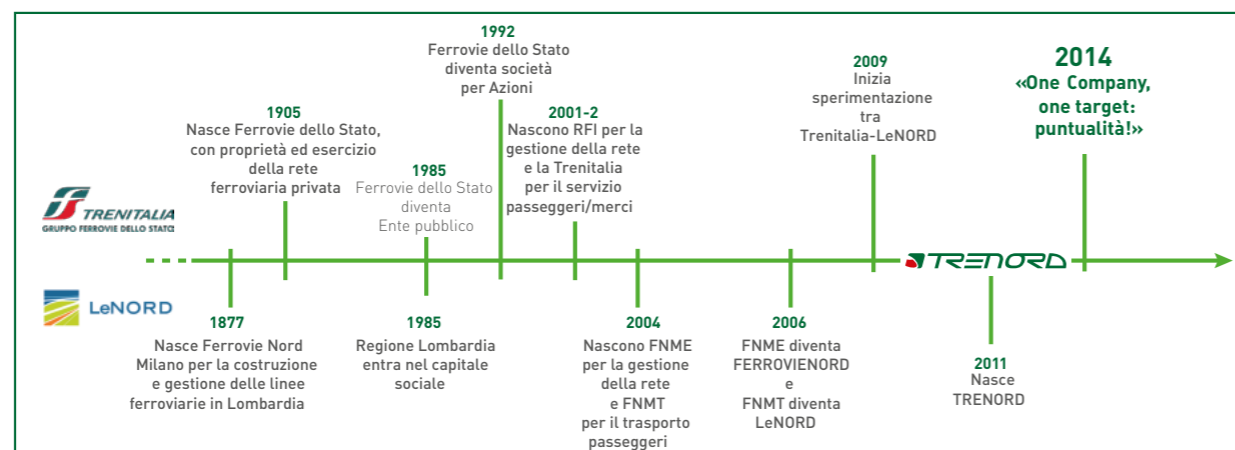 1992
Ferrovie dello Stato
diventa società
per Azioni
2014
«One Company,
one target:
puntualità!»
2009
Inizia
sperimentazione
tra
Trenitalia-LeNORD
1905
Nasce Ferrovie dello Stato,
con proprietà ed esercizio
della rete
ferroviaria privata
2001-2
Nascono RFI per la
gestione della rete
e la Trenitalia
per il servizio
passeggeri/merci
1985
Ferrovie dello Stato
diventa
Ente pubblico
TRENITALIA
GRUPPO FERROVIE DELLO STATO
TRENORD
LeNORD
1877
Nasce Ferrovie Nord
Milano per la costruzione
e gestione delle linee
ferroviarie in Lombardia
1985
Regione Lombardia
entra nel capitale
sociale
2004
Nascono FNME
per la gestione
della rete
e FNMT
per il trasporto
passeggeri
2006
FNME diventa
FERROVIENORD
e
FNMT diventa
LeNORD
2011
Nasce
TRENORD